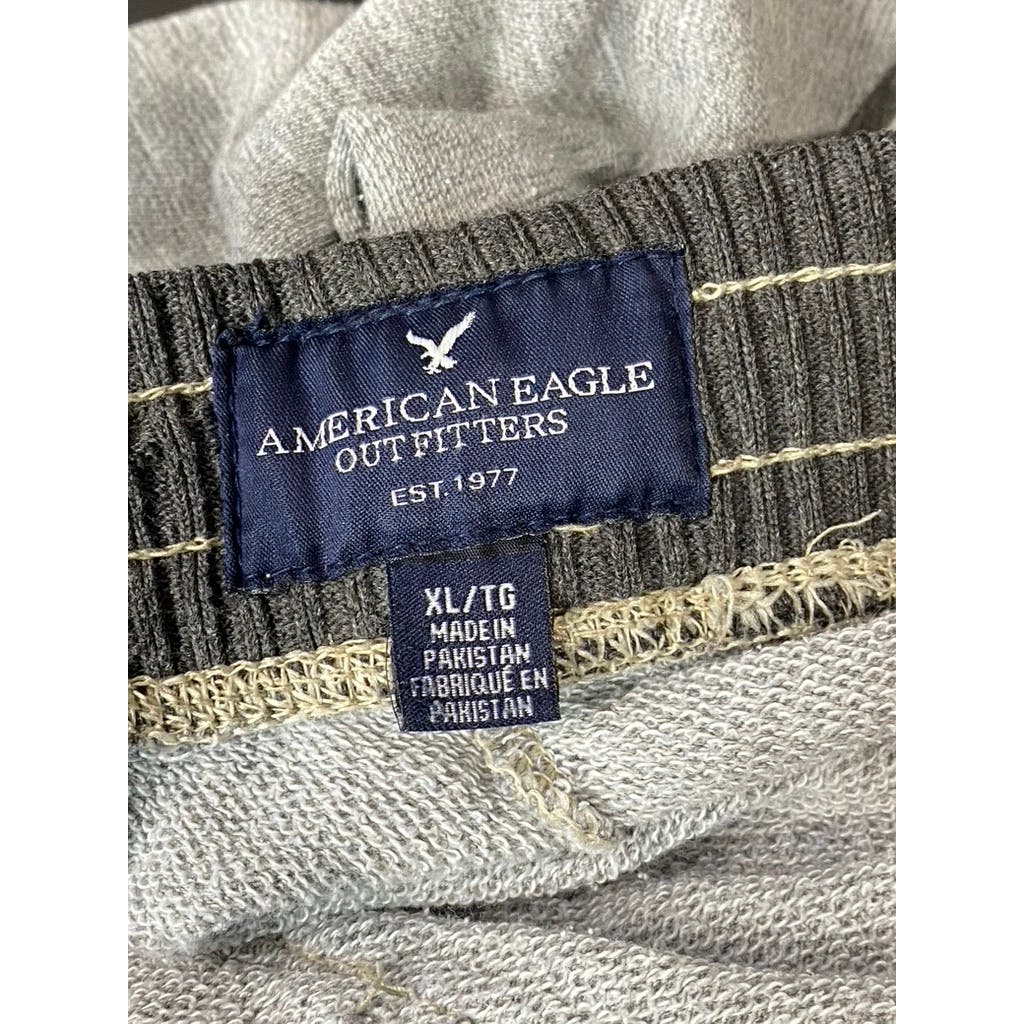 AMERICAN EAGLE
OUTFITTERS
EST. 1977
XL/TG
MADE IN
PAKISTAN
FABRIQUÉ EN
PAKISTAN